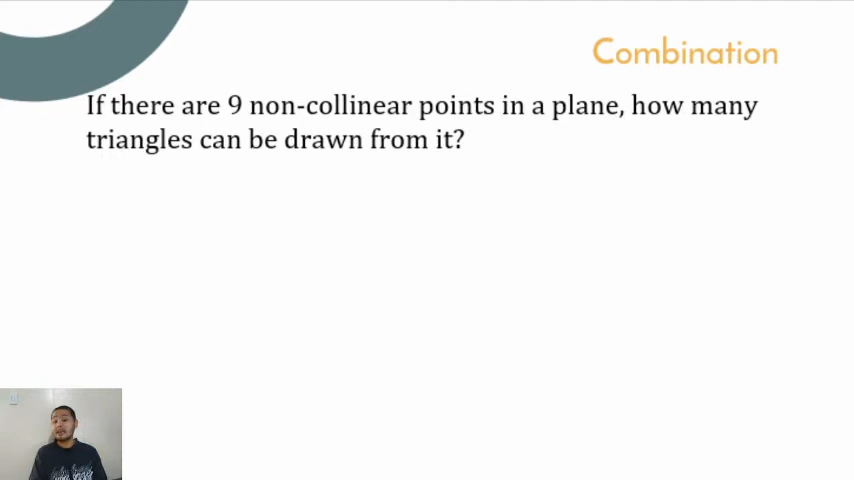 Combination
If there are 9 non-collinear points in a plane, how many
triangles can be drawn from it?